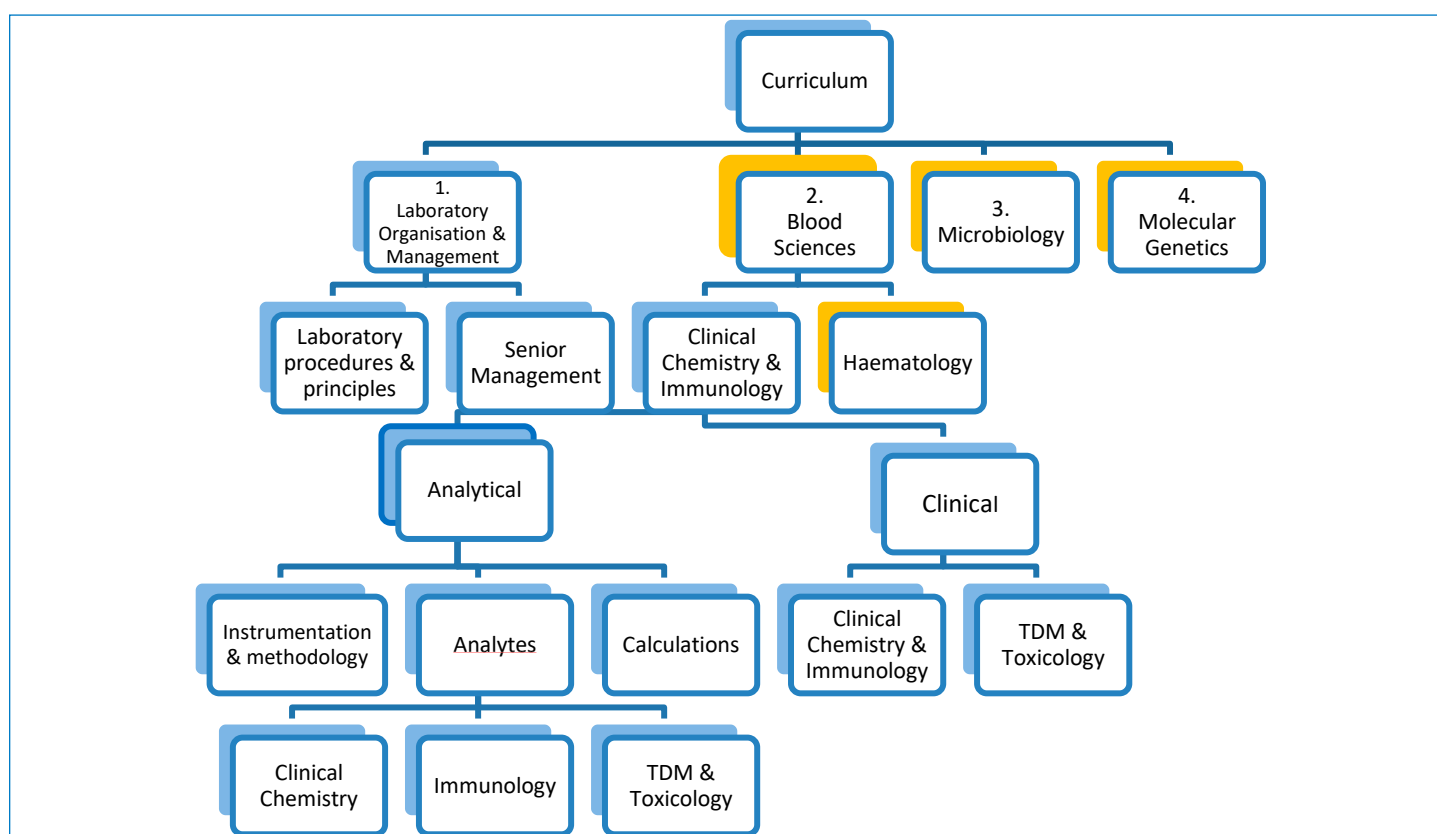 Curriculum
1.
Laboratory
Organisation &
Management
2.
Blood
Sciences
3.
Microbiology
4.
Molecular
Genetics
Laboratory
procedures &
principles
Senior
Management
Clinical
Chemistry &
Immunology
Haematology
Analytical
Clinical
Instrumentation
& methodology
Analytes
Calculations
Clinical
Chemistry &
Immunology
TDM &
Toxicology
Clinical
Chemistry
Immunology
TDM &
Toxicology